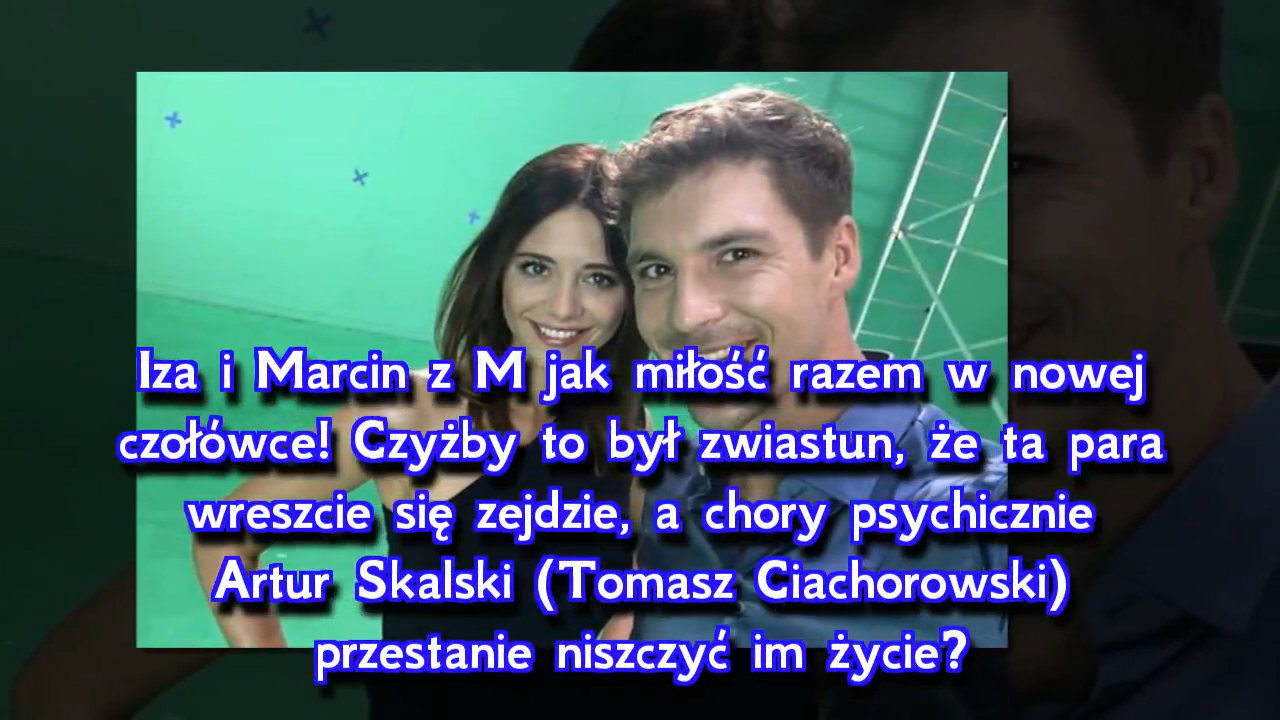 Iza i Marcin z M jak miłość razem w nowej
czołówce! Czyżby to był zwiastun, że ta para
wreszcie się zejdzie, a chory psychicznie
Artur Skalski (Tomasz Ciachorowski)
przestanie niszczyć im życie?